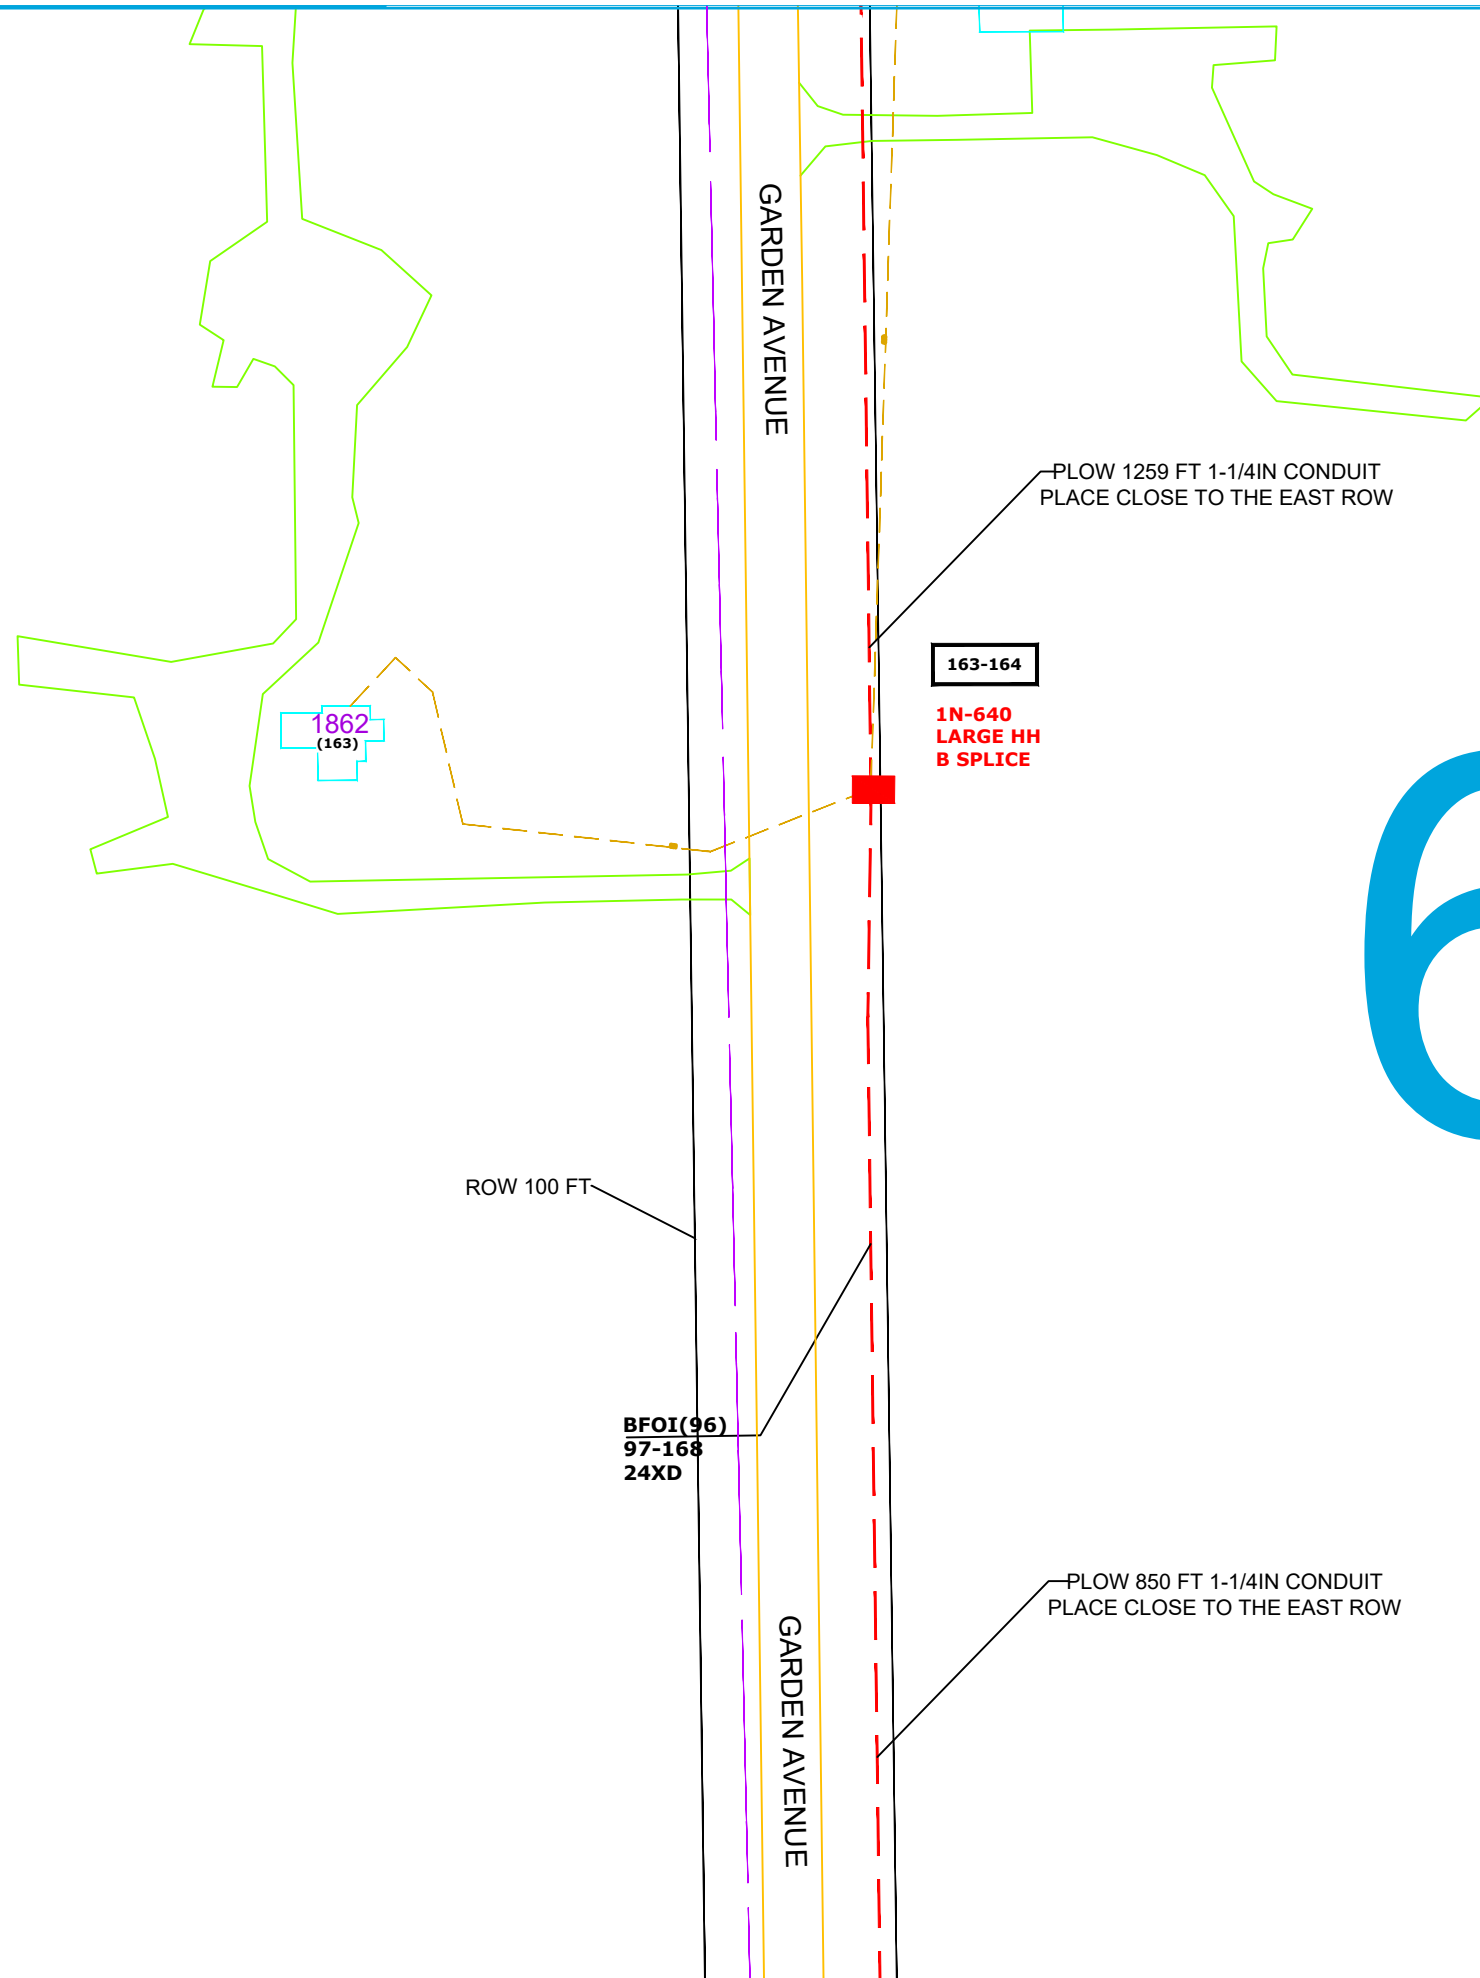 GARDEN AVENUE
PLOW 1259 FT 1-1/4IN CONDUIT
PLACE CLOSE TO THE EAST ROW
163-164
1N-640
LARGE HH
B SPLICE
1862
(163)
6
ROW 100 FT
BFOI(96)
97-168
24XD
PLOW 850 FT 1-1/4IN CONDUIT
PLACE CLOSE TO THE EAST ROW
GARDEN AVENUE